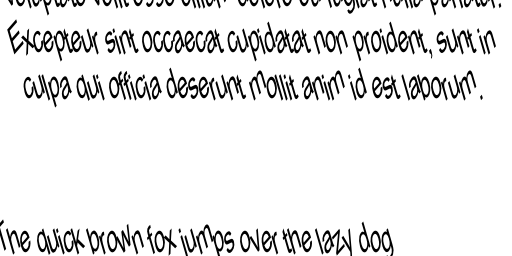 Excepteur sint occaecat cupidatat non proident, sunt in
culpa qui officia deserunt mollit anim id est laborum.
The quick brown fox jumps over the lazy dog